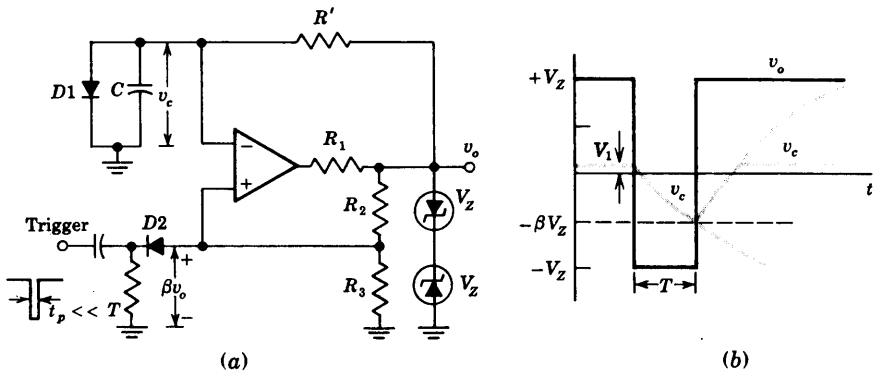 R'
D1
C
v_c
R_1
v_o
−
+
R_2
V_Z
Trigger
D2
+
βv_o
−
R_3
V_Z
t_p << T
(a)
+V_Z
v_o
V_1
v_c
t
v_c
−βV_Z
−V_Z
T
(b)